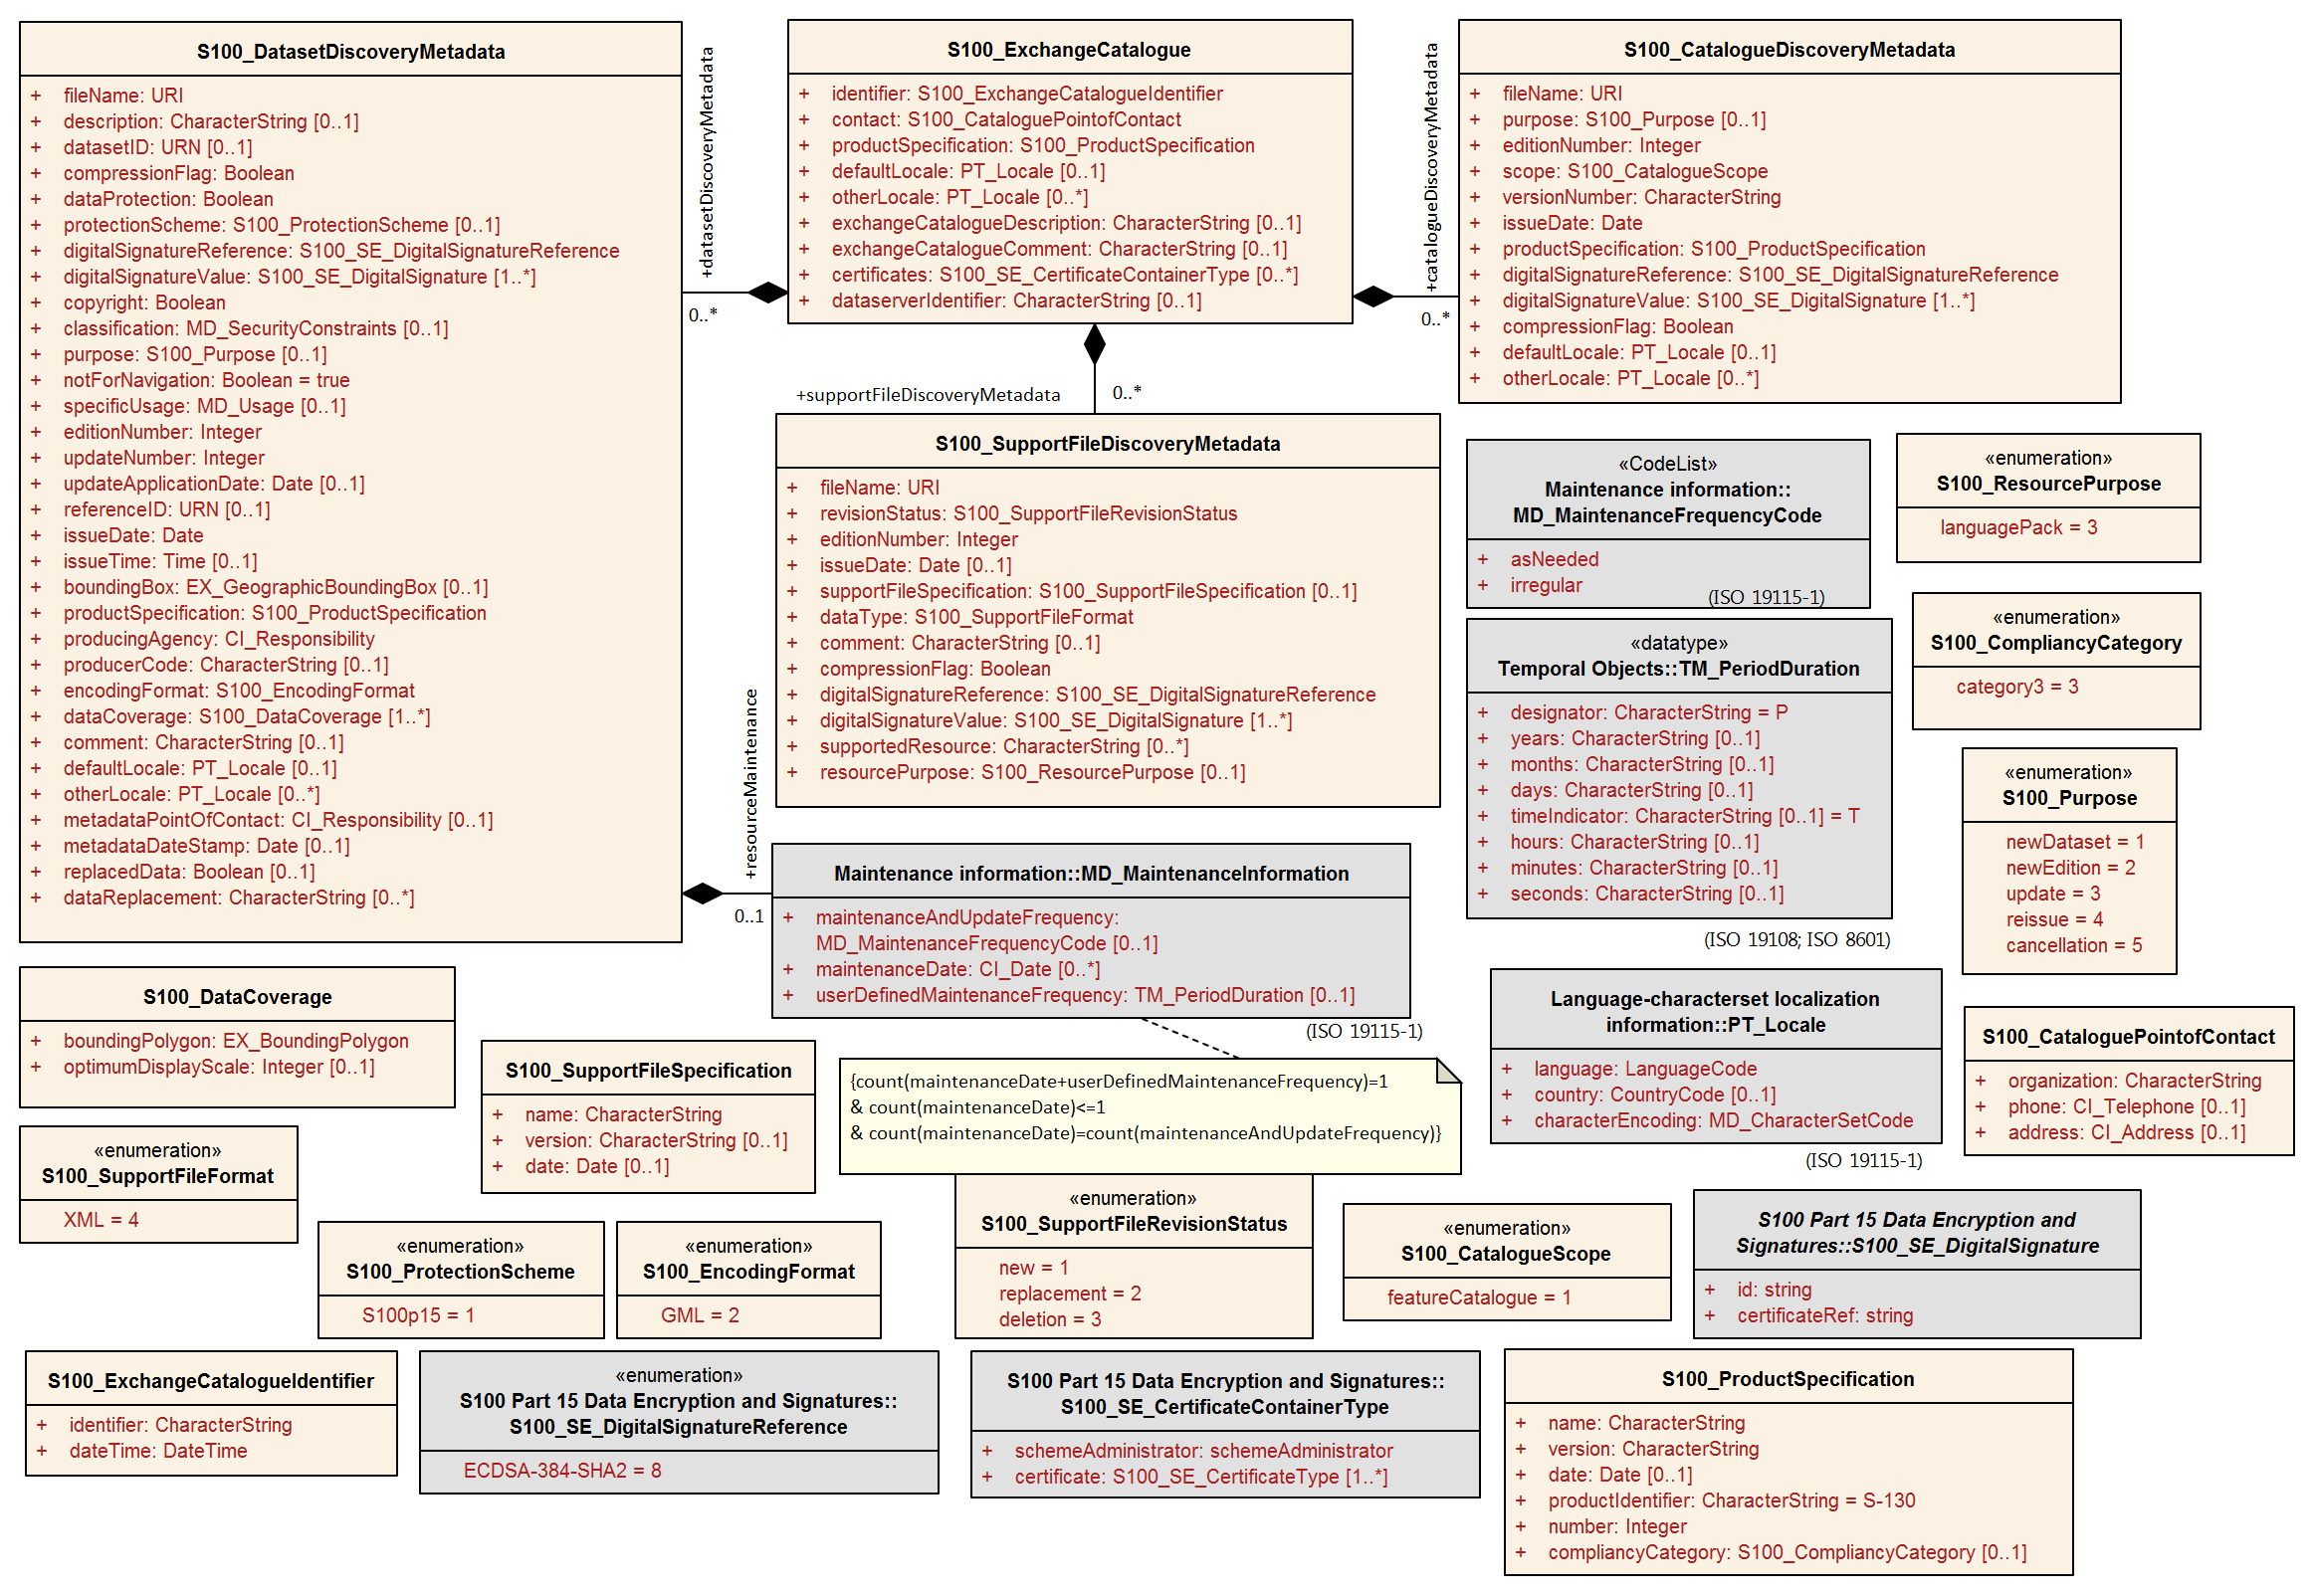 S100_DatasetDiscoveryMetadata
+ fileName: URI
+ description: CharacterString [0..1]
+ datasetID: URN [0..1]
+ compressionFlag: Boolean
+ dataProtection: Boolean
+ protectionScheme: S100_ProtectionScheme [0..1]
+ digitalSignatureReference: S100_SE_DigitalSignatureReference
+ digitalSignatureValue: S100_SE_DigitalSignature [1..*]
+ copyright: Boolean
+ classification: MD_SecurityConstraints [0..1]
+ purpose: S100_Purpose [0..1]
+ notForNavigation: Boolean = true
+ specificUsage: MD_Usage [0..1]
+ editionNumber: Integer
+ updateNumber: Integer
+ updateApplicationDate: Date [0..1]
+ referenceID: URN [0..1]
+ issueDate: Date
+ issueTime: Time [0..1]
+ boundingBox: EX_GeographicBoundingBox [0..1]
+ productSpecification: S100_ProductSpecification
+ producingAgency: CI_Responsibility
+ producerCode: CharacterString [0..1]
+ encodingFormat: S100_EncodingFormat
+ dataCoverage: S100_DataCoverage [1..*]
+ comment: CharacterString [0..1]
+ defaultLocale: PT_Locale [0..1]
+ otherLocale: PT_Locale [0..*]
+ metadataPointOfContact: CI_Responsibility [0..1]
+ metadataDateStamp: Date [0..1]
+ replacedData: Boolean [0..1]
+ dataReplacement: CharacterString [0..*]
+datasetDiscoveryMetadata
0..*
S100_ExchangeCatalogue
+ identifier: S100_ExchangeCatalogueIdentifier
+ contact: S100_CataloguePointofContact
+ productSpecification: S100_ProductSpecification
+ defaultLocale: PT_Locale [0..1]
+ otherLocale: PT_Locale [0..*]
+ exchangeCatalogueDescription: CharacterString [0..1]
+ exchangeCatalogueComment: CharacterString [0..1]
+ certificates: S100_SE_CertificateContainerType [0..*]
+ dataserverIdentifier: CharacterString [0..1]
+catalogueDiscoveryMetadata
0..*
S100_CatalogueDiscoveryMetadata
+ fileName: URI
+ purpose: S100_Purpose [0..1]
+ editionNumber: Integer
+ scope: S100_CatalogueScope
+ versionNumber: CharacterString
+ issueDate: Date
+ productSpecification: S100_ProductSpecification
+ digitalSignatureReference: S100_SE_DigitalSignatureReference
+ digitalSignatureValue: S100_SE_DigitalSignature [1..*]
+ compressionFlag: Boolean
+ defaultLocale: PT_Locale [0..1]
+ otherLocale: PT_Locale [0..*]
+supportFileDiscoveryMetadata
0..*
S100_SupportFileDiscoveryMetadata
+ fileName: URI
+ revisionStatus: S100_SupportFileRevisionStatus
+ editionNumber: Integer
+ issueDate: Date [0..1]
+ supportFileSpecification: S100_SupportFileSpecification [0..1]
+ dataType: S100_SupportFileFormat
+ comment: CharacterString [0..1]
+ compressionFlag: Boolean
+ digitalSignatureReference: S100_SE_DigitalSignatureReference
+ digitalSignatureValue: S100_SE_DigitalSignature [1..*]
+ supportedResource: CharacterString [0..*]
+ resourcePurpose: S100_ResourcePurpose [0..1]
«CodeList»
Maintenance information::
MD_MaintenanceFrequencyCode
+ asNeeded
+ irregular
(ISO 19115-1)
«enumeration»
S100_ResourcePurpose
languagePack = 3
«enumeration»
S100_CompliancyCategory
category3 = 3
«datatype»
Temporal Objects::TM_PeriodDuration
+ designator: CharacterString = P
+ years: CharacterString [0..1]
+ months: CharacterString [0..1]
+ days: CharacterString [0..1]
+ timeIndicator: CharacterString [0..1] = T
+ hours: CharacterString [0..1]
+ minutes: CharacterString [0..1]
+ seconds: CharacterString [0..1]
(ISO 19108; ISO 8601)
«enumeration»
S100_Purpose
newDataset = 1
newEdition = 2
update = 3
reissue = 4
cancellation = 5
+resourceMaintenance
0..1
Maintenance information::MD_MaintenanceInformation
+ maintenanceAndUpdateFrequency:
MD_MaintenanceFrequencyCode [0..1]
+ maintenanceDate: CI_Date [0..*]
+ userDefinedMaintenanceFrequency: TM_PeriodDuration [0..1]
(ISO 19115-1)
S100_DataCoverage
+ boundingPolygon: EX_BoundingPolygon
+ optimumDisplayScale: Integer [0..1]
S100_SupportFileSpecification
+ name: CharacterString
+ version: CharacterString [0..1]
+ date: Date [0..1]
{count(maintenanceDate+userDefinedMaintenanceFrequency)=1
& count(maintenanceDate)<=1
& count(maintenanceDate)=count(maintenanceAndUpdateFrequency)}
Language-characterset localization
information::PT_Locale
+ language: LanguageCode
+ country: CountryCode [0..1]
+ characterEncoding: MD_CharacterSetCode
(ISO 19115-1)
S100_CataloguePointofContact
+ organization: CharacterString
+ phone: CI_Telephone [0..1]
+ address: CI_Address [0..1]
«enumeration»
S100_SupportFileFormat
XML = 4
«enumeration»
S100_ProtectionScheme
S100p15 = 1
«enumeration»
S100_EncodingFormat
GML = 2
«enumeration»
S100_SupportFileRevisionStatus
new = 1
replacement = 2
deletion = 3
«enumeration»
S100_CatalogueScope
featureCatalogue = 1
S100 Part 15 Data Encryption and
Signatures::S100_SE_DigitalSignature
+ id: string
+ certificateRef: string
S100_ExchangeCatalogueIdentifier
+ identifier: CharacterString
+ dateTime: DateTime
«enumeration»
S100 Part 15 Data Encryption and Signatures::
S100_SE_DigitalSignatureReference
ECDSA-384-SHA2 = 8
S100 Part 15 Data Encryption and Signatures::
S100_SE_CertificateContainerType
+ schemeAdministrator: schemeAdministrator
+ certificate: S100_SE_CertificateType [1..*]
S100_ProductSpecification
+ name: CharacterString
+ version: CharacterString
+ date: Date [0..1]
+ productIdentifier: CharacterString = S-130
+ number: Integer
+ compliancyCategory: S100_CompliancyCategory [0..1]